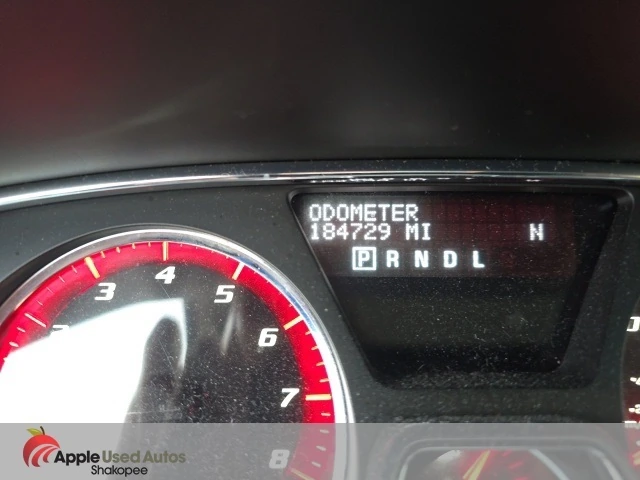 ODOMETER
184729 MI N
P R N D L
3 4 5 6 7 8
Apple Used Autos
Shakopee